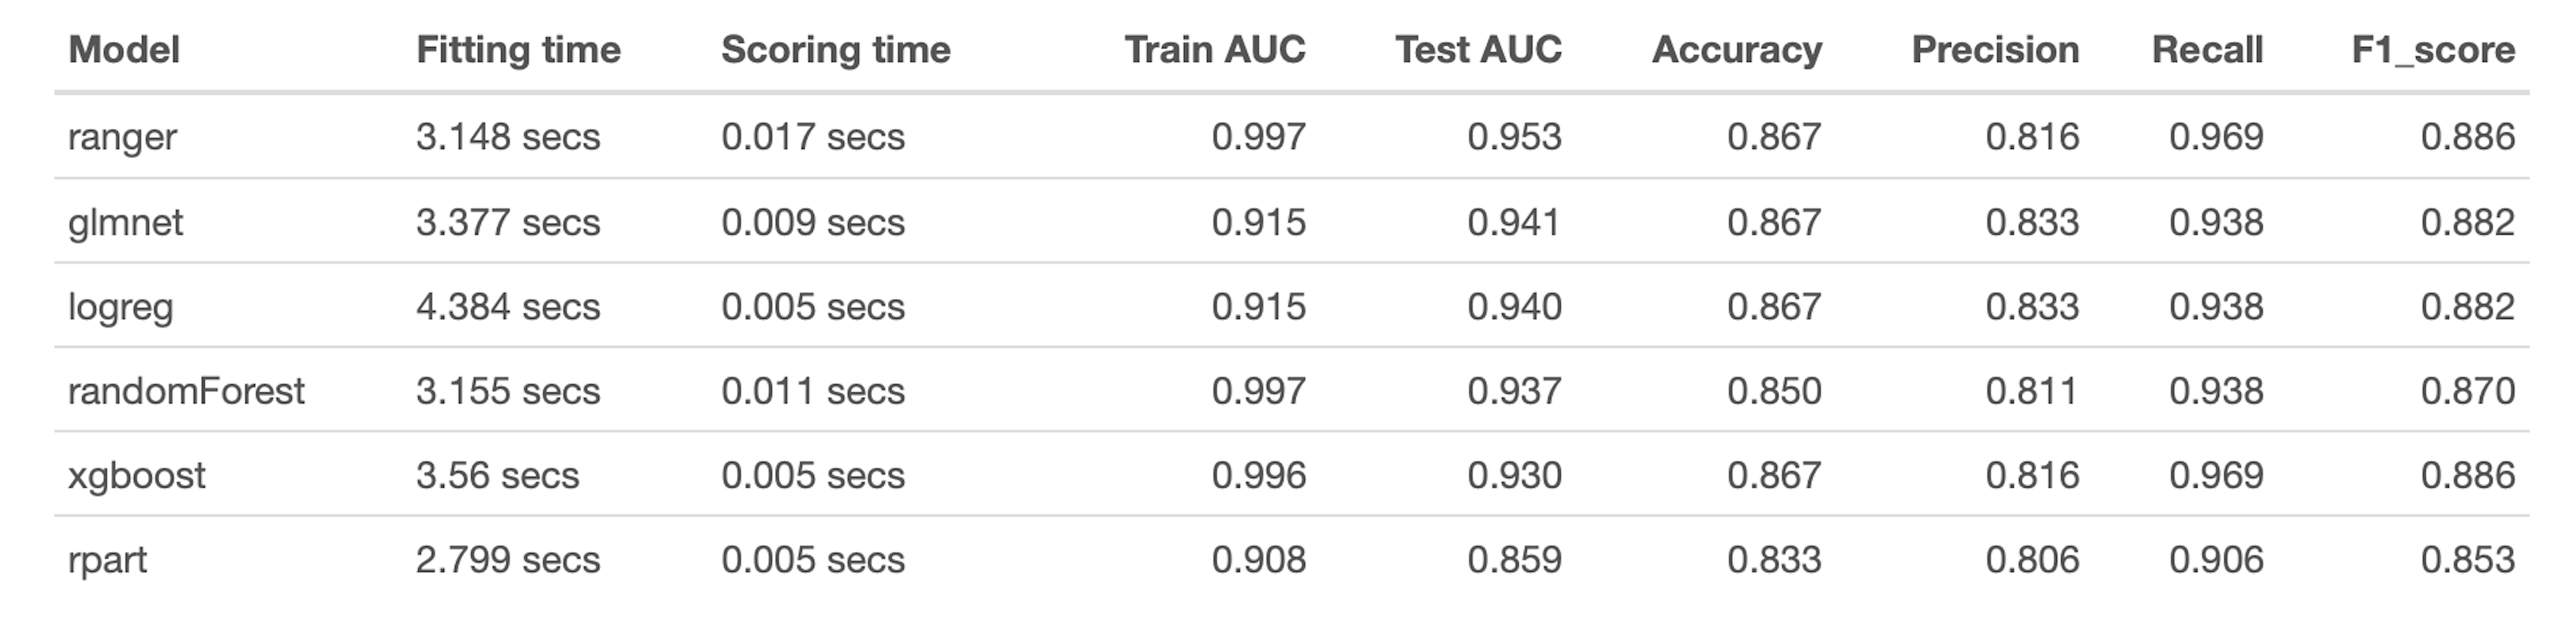 Model Fitting time Scoring time Train AUC Test AUC Accuracy Precision Recall F1_score
ranger 3.148 secs 0.017 secs 0.997 0.953 0.867 0.816 0.969 0.886
glmnet 3.377 secs 0.009 secs 0.915 0.941 0.867 0.833 0.938 0.882
logreg 4.384 secs 0.005 secs 0.915 0.940 0.867 0.833 0.938 0.882
randomForest 3.155 secs 0.011 secs 0.997 0.937 0.850 0.811 0.938 0.870
xgboost 3.56 secs 0.005 secs 0.996 0.930 0.867 0.816 0.969 0.886
rpart 2.799 secs 0.005 secs 0.908 0.859 0.833 0.806 0.906 0.853